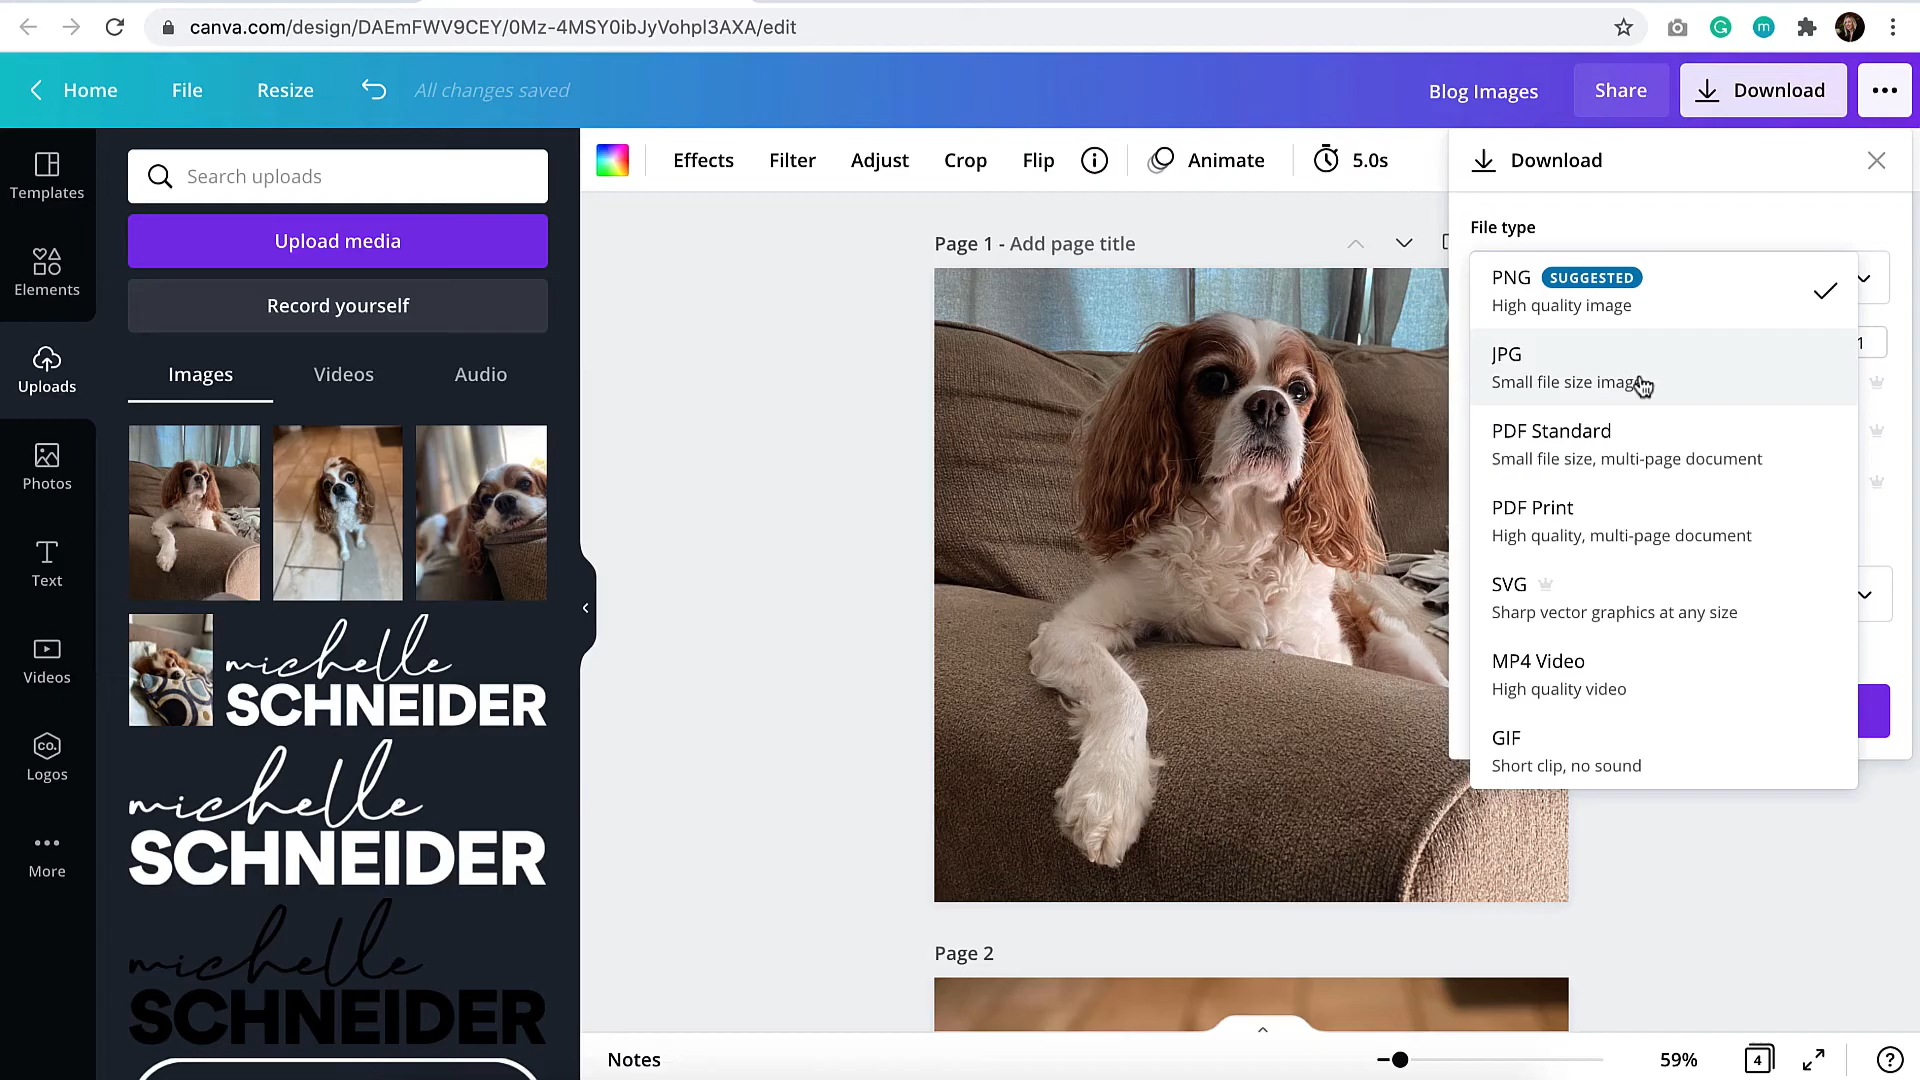 canva.com/design/DAEmFWV9CEY/0Mz-4MSY0ibJyVohpI3AXA/edit
Home
File
Resize
All changes saved
Blog Images
Share
Download
Templates
Elements
Uploads
Photos
Text
Videos
CO.
Logos
More
Search uploads
Upload media
Record yourself
Images
Videos
Audio
michelle
SCHNEIDER
michelle
SCHNEIDER
michelle
SCHNEIDER
Effects
Filter
Adjust
Crop
Flip
Animate
5.0s
Page 1 - Add page title
Page 2
Download
File type
PNG SUGGESTED
High quality image
1
JPG
Small file size image
PDF Standard
Small file size, multi-page document
PDF Print
High quality, multi-page document
SVG
Sharp vector graphics at any size
MP4 Video
High quality video
GIF
Short clip, no sound
Notes
59%
4